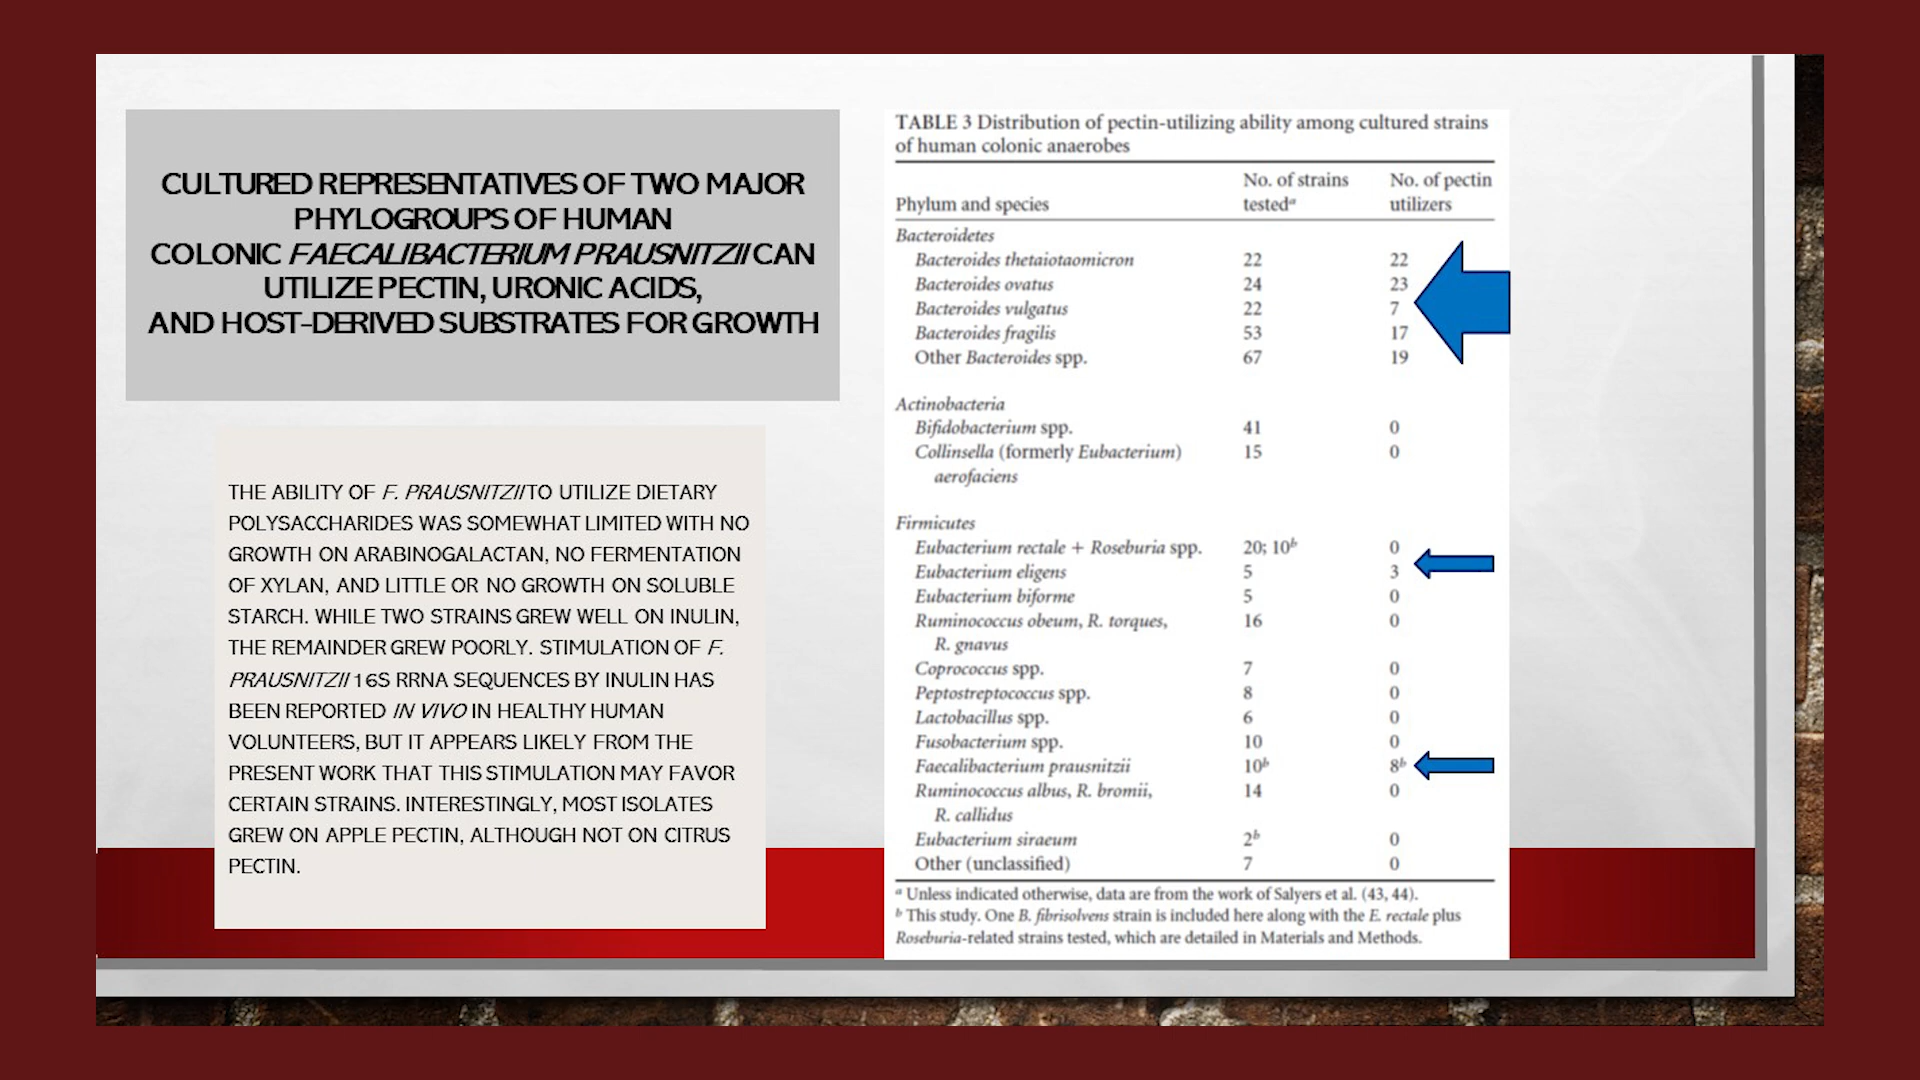 CULTURED REPRESENTATIVES OF TWO MAJOR
PHYLOGROUPS OF HUMAN
COLONIC FAECALIBACTERIUM PRAUSNITZII CAN
UTILIZE PECTIN, URONIC ACIDS,
AND HOST-DERIVED SUBSTRATES FOR GROWTH
THE ABILITY OF F. PRAUSNITZII TO UTILIZE DIETARY
POLYSACCHARIDES WAS SOMEWHAT LIMITED WITH NO
GROWTH ON ARABINOGALACTAN, NO FERMENTATION
OF XYLAN, AND LITTLE OR NO GROWTH ON SOLUBLE
STARCH. WHILE TWO STRAINS GREW WELL ON INULIN,
THE REMAINDER GREW POORLY. STIMULATION OF F.
PRAUSNITZII 16S RRNA SEQUENCES BY INULIN HAS
BEEN REPORTED IN VIVO IN HEALTHY HUMAN
VOLUNTEERS, BUT IT APPEARS LIKELY FROM THE
PRESENT WORK THAT THIS STIMULATION MAY FAVOR
CERTAIN STRAINS. INTERESTINGLY, MOST ISOLATES
GREW ON APPLE PECTIN, ALTHOUGH NOT ON CITRUS
PECTIN.
TABLE 3 Distribution of pectin-utilizing ability among cultured strains
of human colonic anaerobes
No. of strains No. of pectin
Phylum and species testedᵃ utilizers
Bacteroidetes
Bacteroides thetaiotaomicron 22 22
Bacteroides ovatus 24 23
Bacteroides vulgatus 22 7
Bacteroides fragilis 53 17
Other Bacteroides spp. 67 19
Actinobacteria
Bifidobacterium spp. 41 0
Collinsella (formerly Eubacterium) 15 0
aerofaciens
Firmicutes
Eubacterium rectale + Roseburia spp. 20; 10ᵇ 0
Eubacterium eligens 5 3
Eubacterium biforme 5 0
Ruminococcus obeum, R. torques, 16 0
R. gnavus
Coprococcus spp. 7 0
Peptostreptococcus spp. 8 0
Lactobacillus spp. 6 0
Fusobacterium spp. 10 0
Faecalibacterium prausnitzii 10ᵇ 8ᵇ
Ruminococcus albus, R. bromii, 14 0
R. callidus
Eubacterium siraeum 2ᵇ 0
Other (unclassified) 7 0
ᵃ Unless indicated otherwise, data are from the work of Salyers et al. (43, 44).
ᵇ This study. One B. fibrisolvens strain is included here along with the E. rectale plus
Roseburia-related strains tested, which are detailed in Materials and Methods.